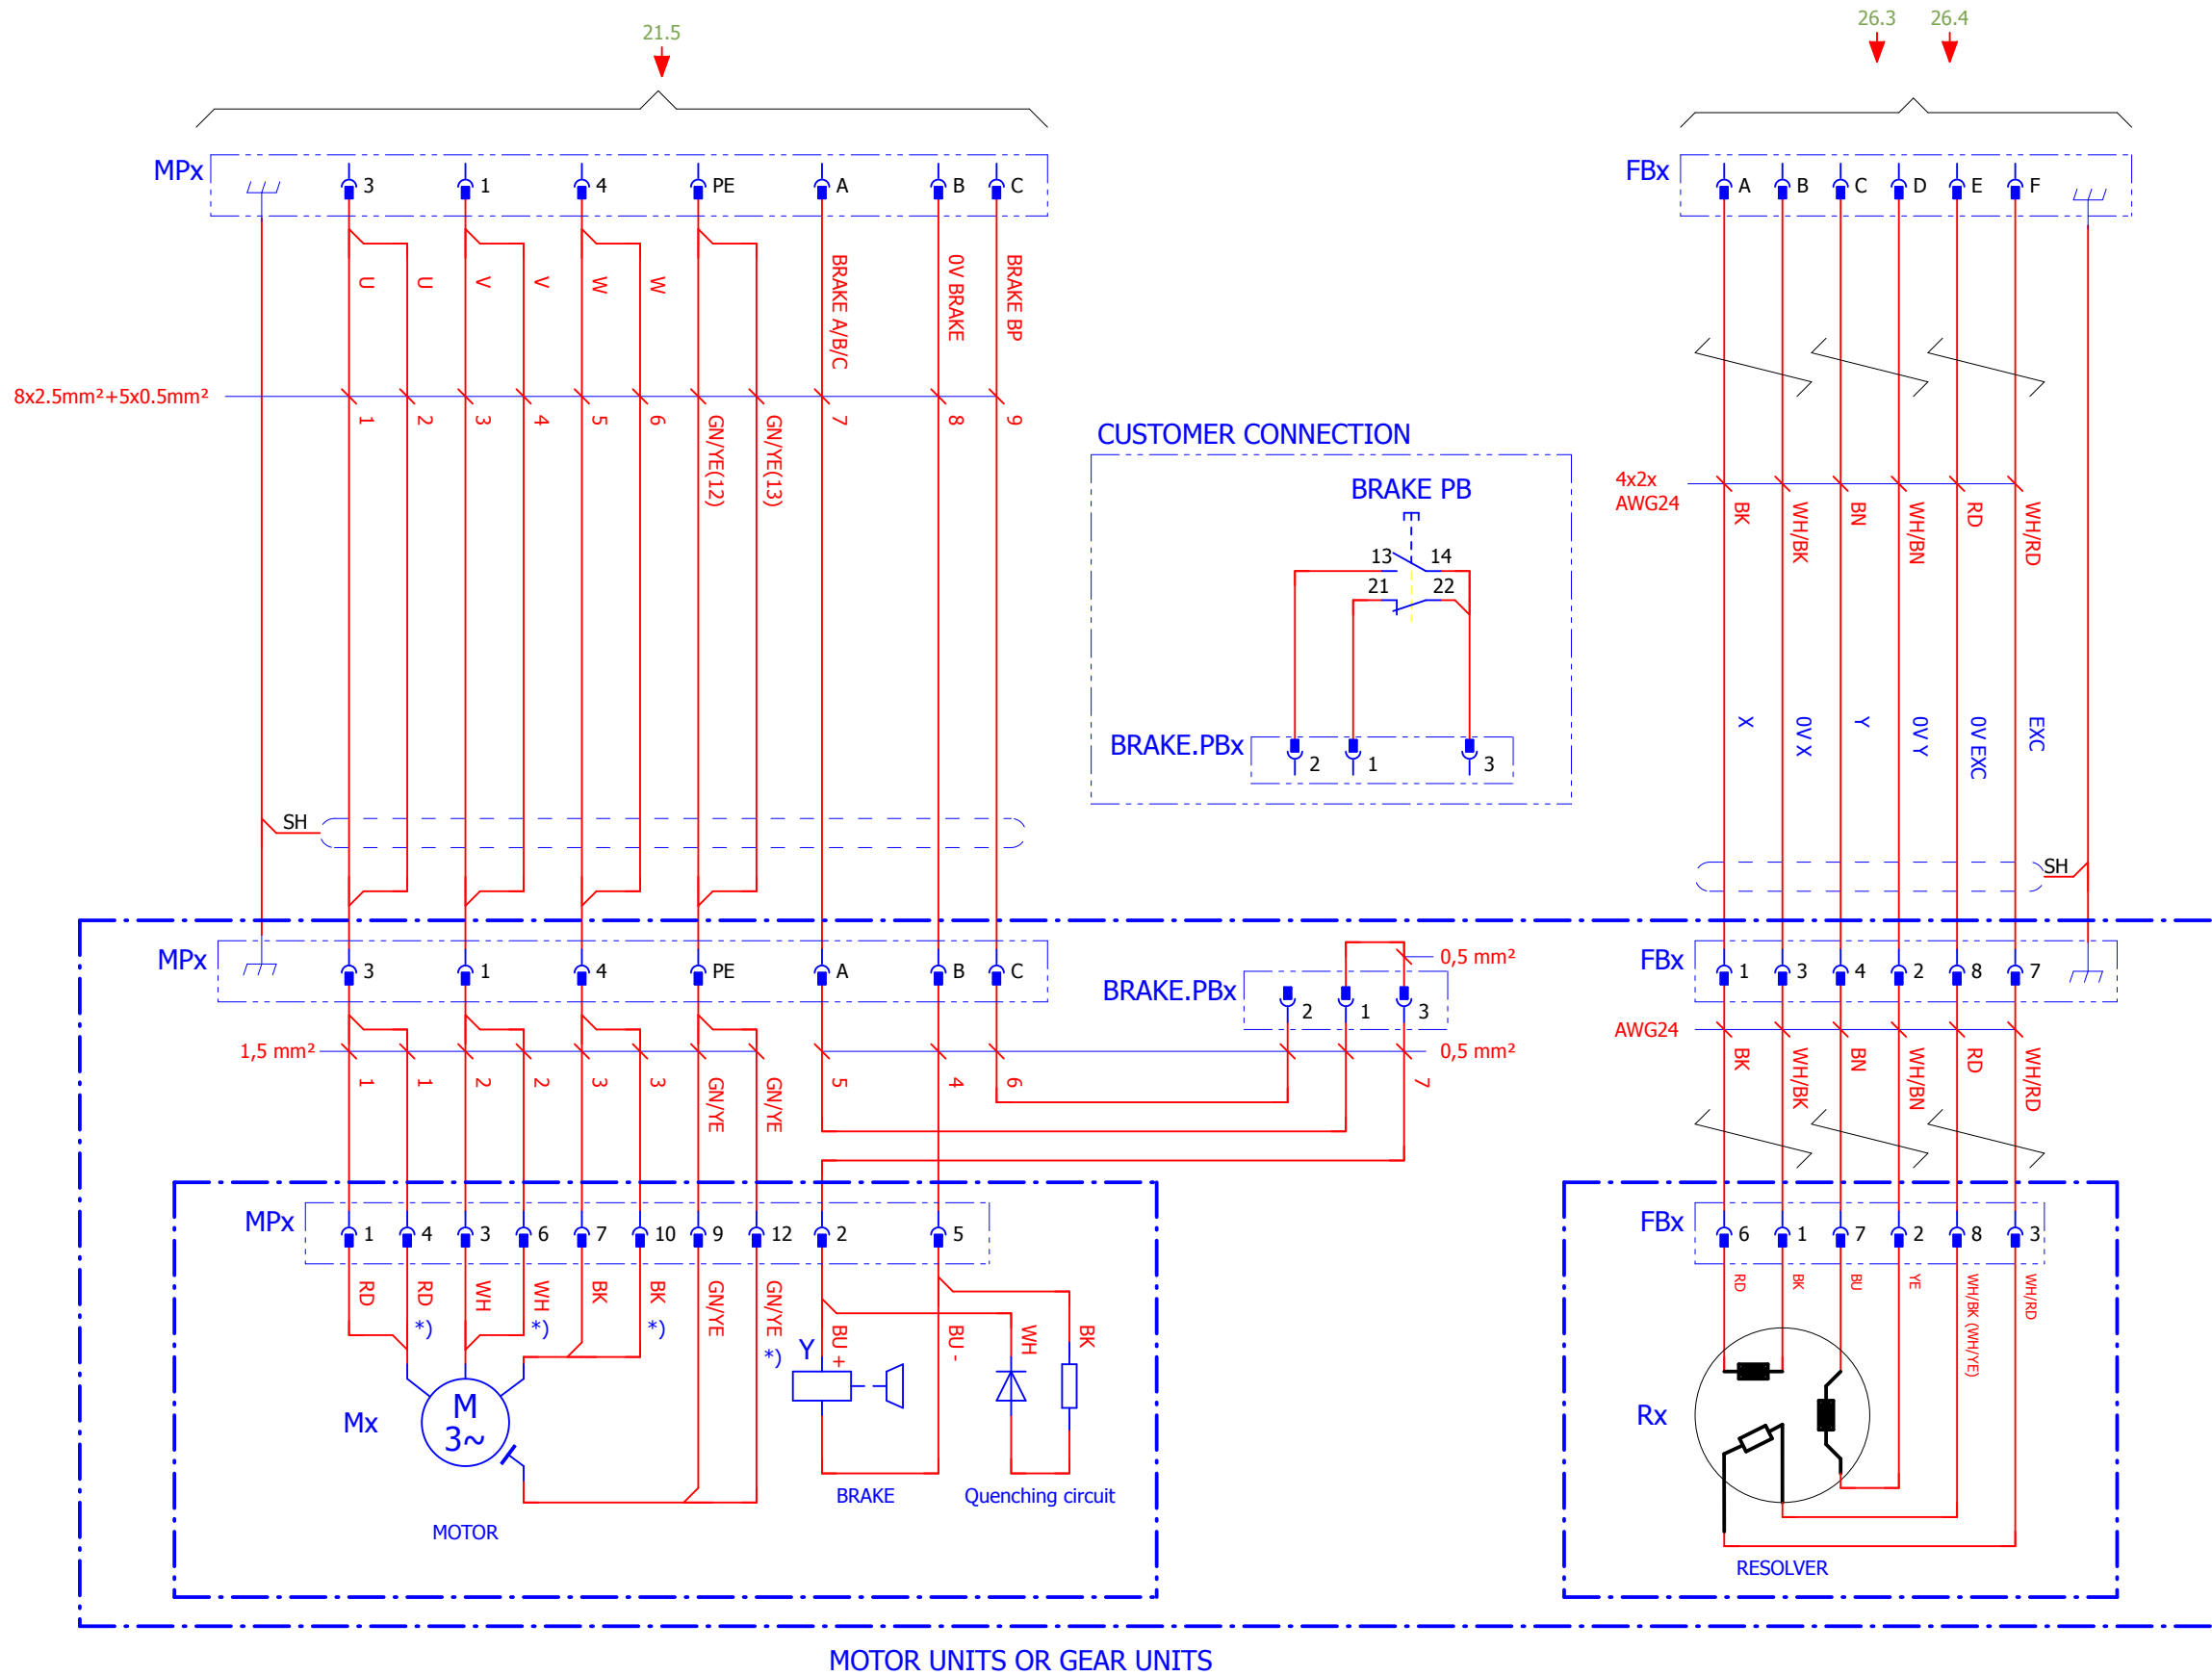 21.5
26.3 26.4
MPx 3 1 4 PE A B C
FBx A B C D E F
U U V V W W BRAKE A/B/C 0V BRAKE BRAKE BP
8x2.5mm²+5x0.5mm²
1 2 3 4 5 6 GN/YE(12) GN/YE(13) 7 8 9
CUSTOMER CONNECTION
BRAKE PB
13 14
21 22
BRAKE.PBx 2 1 3
4x2x
AWG24
BK WH/BK BN WH/BN RD WH/RD
X 0V X Y 0V Y 0V EXC EXC
SH
SH
MPx 3 1 4 PE A B C
BRAKE.PBx 2 1 3
0,5 mm²
FBx 1 3 4 2 8 7
1,5 mm²
0,5 mm²
AWG24
1 1 2 2 3 3 GN/YE GN/YE 5 4 6 7
BK WH/BK BN WH/BN RD WH/RD
MPx 1 4 3 6 7 10 9 12 2 5
FBx 6 1 7 2 8 3
RD RD *) WH WH *) BK BK *) GN/YE GN/YE *) BU + BU - WH BK
RD BK BU YE WH/BK (WH/YE) WH/RD
Y
Mx
M
3~
Rx
BRAKE
Quenching circuit
MOTOR
RESOLVER
MOTOR UNITS OR GEAR UNITS